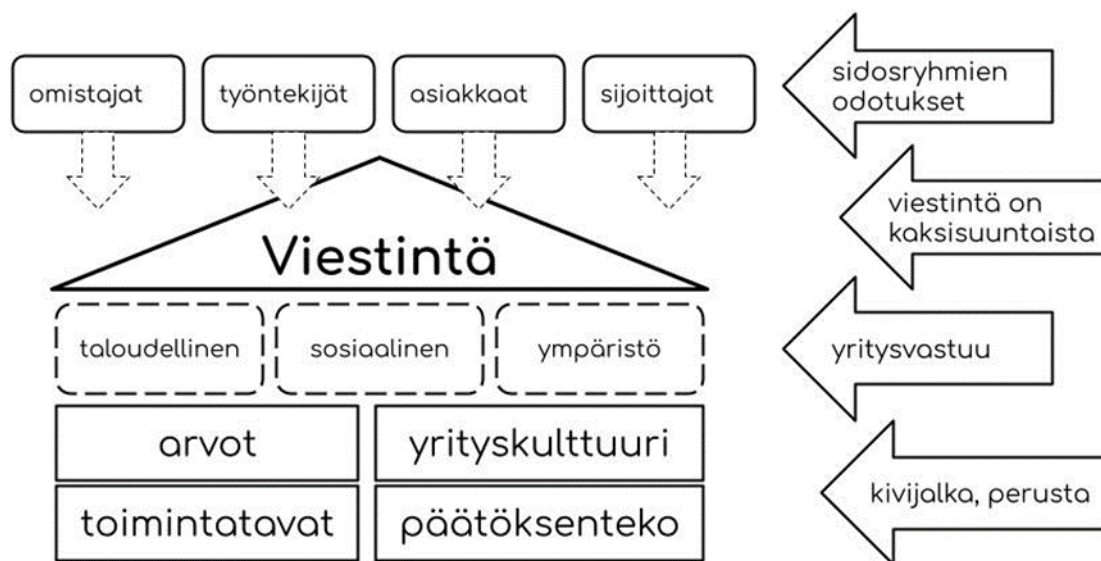 omistajat
työntekijät
asiakkaat
sijoittajat
sidosryhmien
odotukset
viestintä on
kaksisuuntaista
Viestintä
taloudellinen
sosiaalinen
ympäristö
yritysvastuu
arvot
yrityskulttuuri
toimintatavat
päätöksenteko
kivijalka, perusta